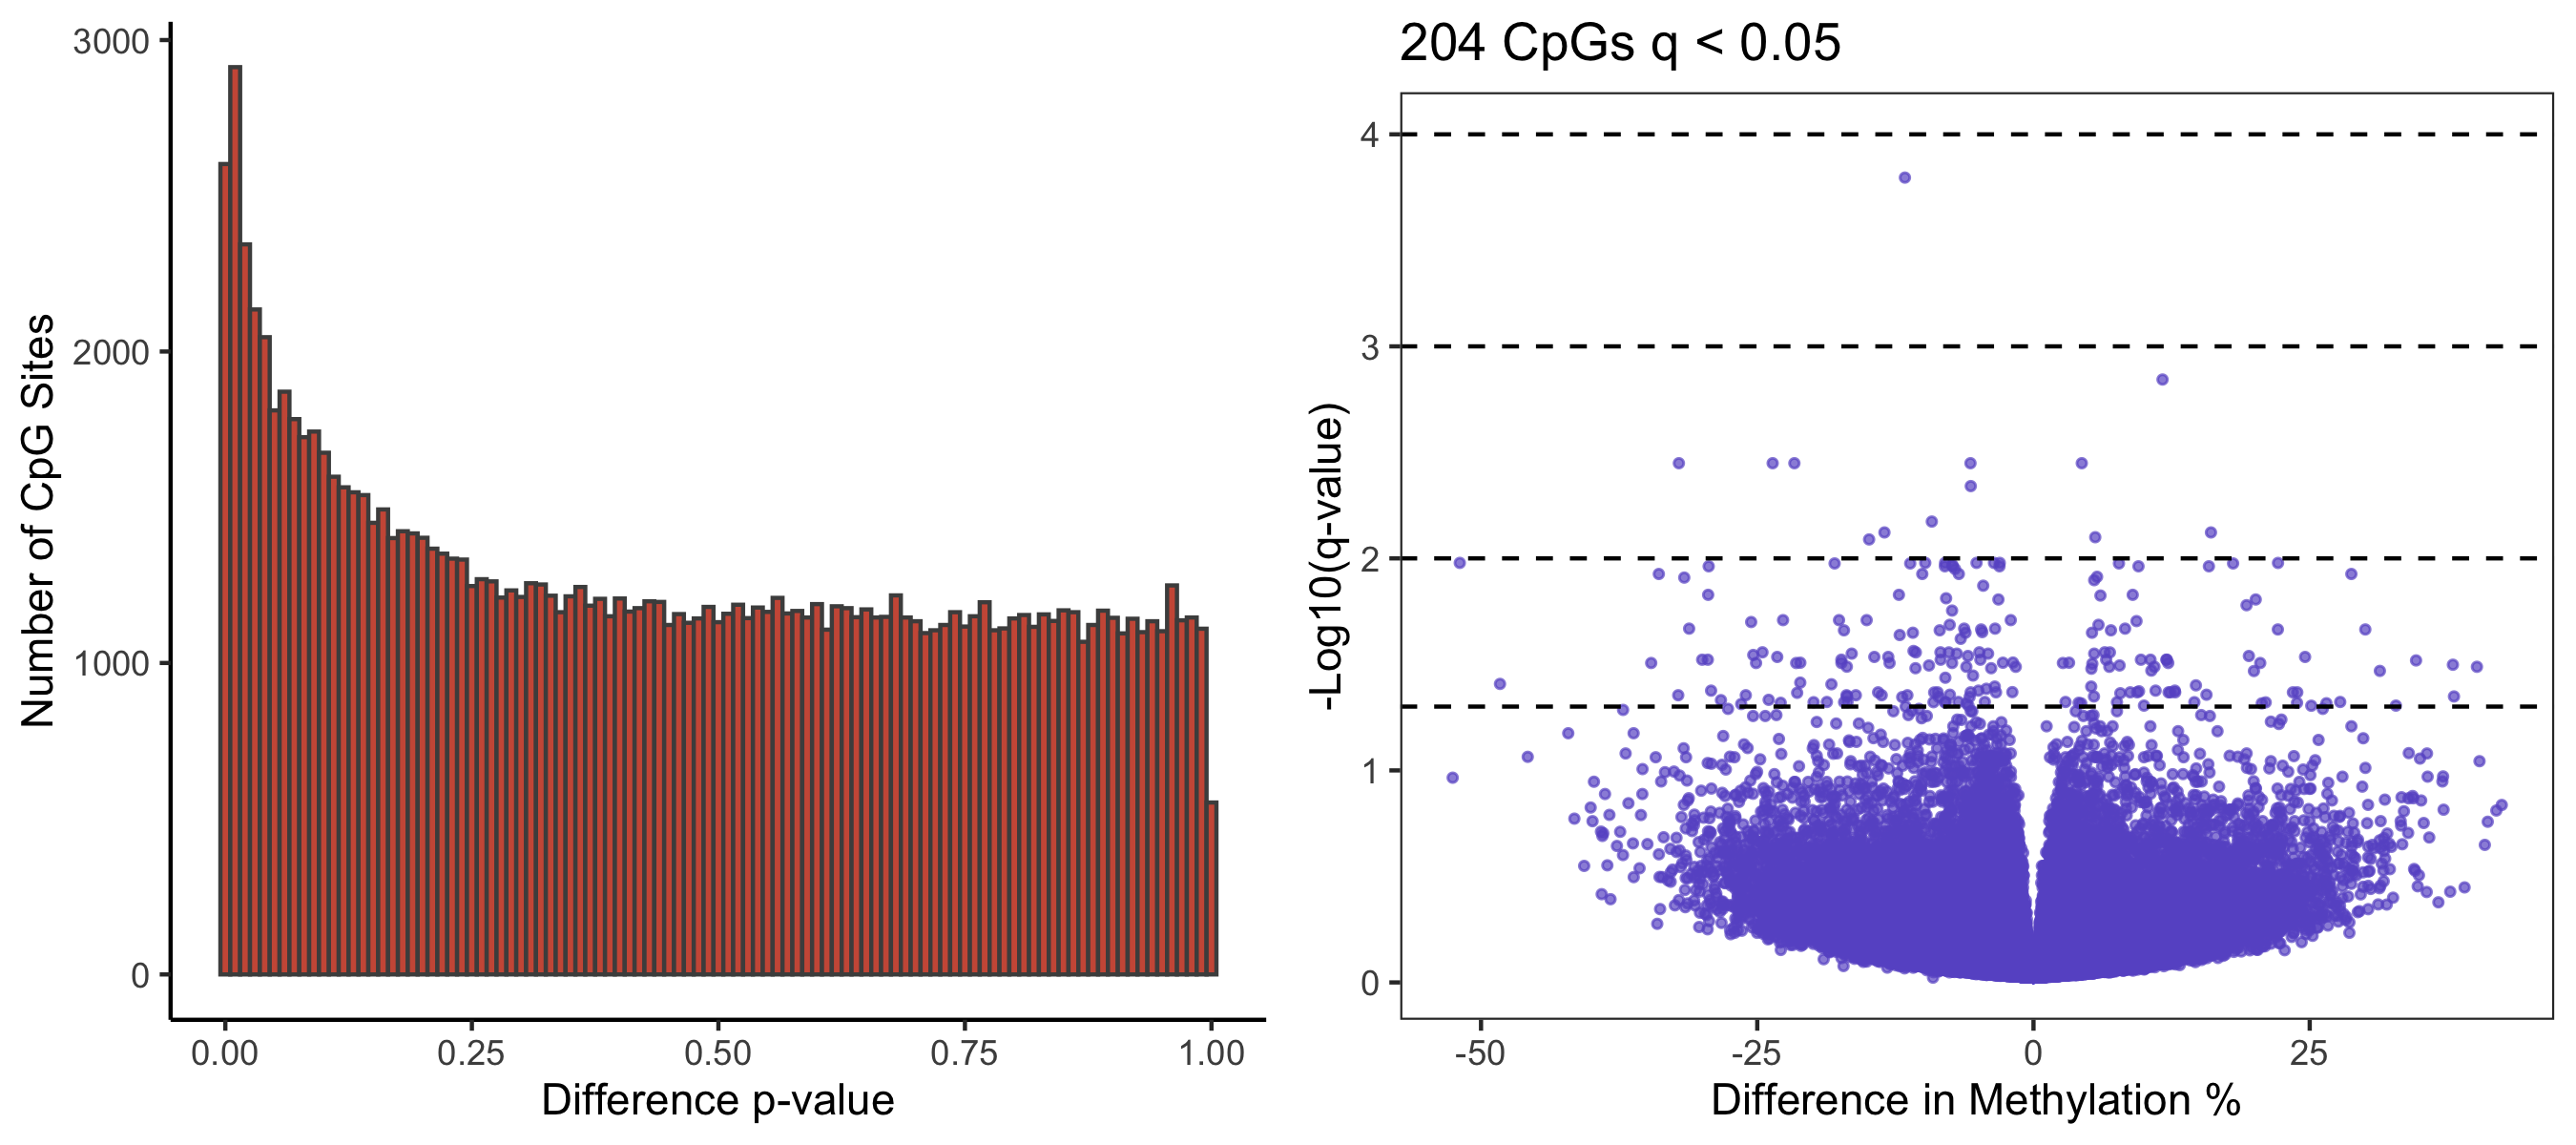 3000
2000
1000
0
Number of CpG Sites
0.00 0.25 0.50 0.75 1.00
Difference p-value
204 CpGs q < 0.05
4
3
2
1
0
-Log10(q-value)
-50 -25 0 25
Difference in Methylation %